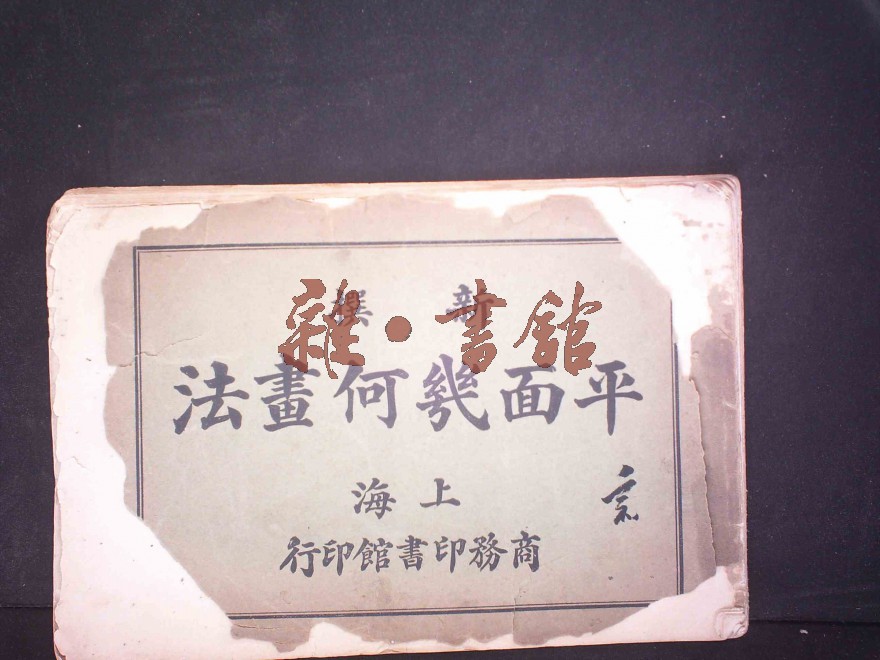 新撰
雜·書館
平面幾何畫法
上海
商務印書館印行